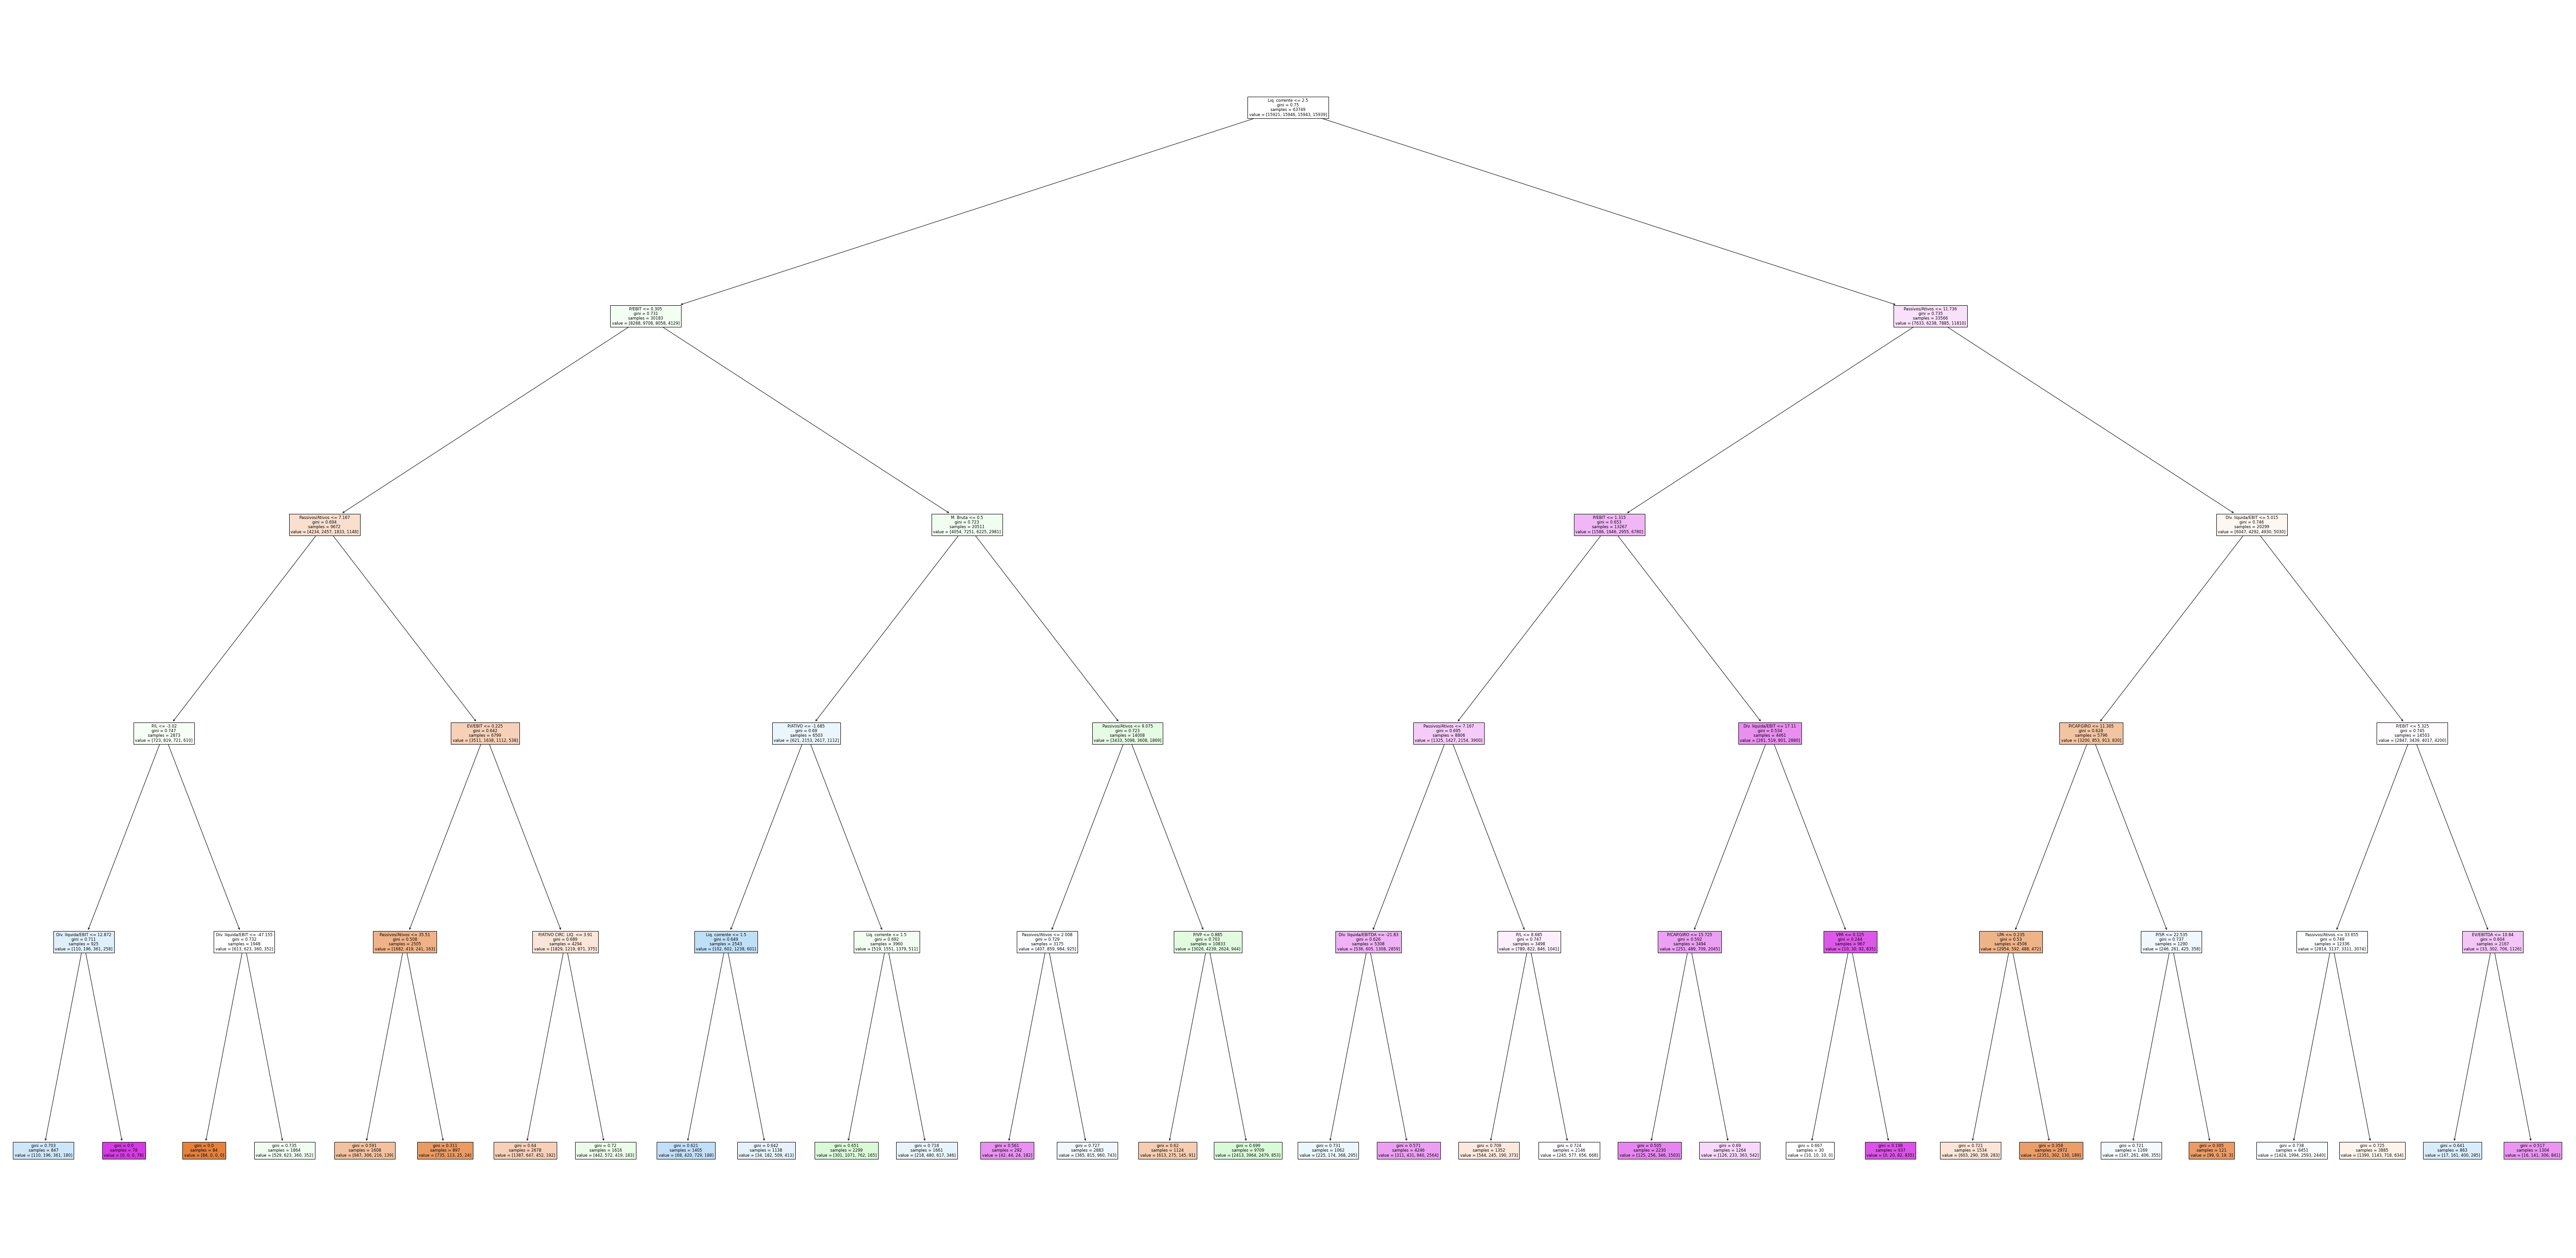 Liq. corrente <= 2.5
gini = 0.75
samples = 63749
value = [15921, 15946, 15943, 15939]
P/EBIT <= 0.305
gini = 0.731
samples = 30183
value = [8288, 9708, 8058, 4129]
Passivos/Ativos <= 11.736
gini = 0.735
samples = 33566
value = [7633, 6238, 7885, 11810]
Passivos/Ativos <= 7.167
gini = 0.694
samples = 9672
value = [4234, 2457, 1833, 1148]
M. Bruta <= 0.5
gini = 0.723
samples = 20511
value = [4054, 7251, 6225, 2981]
P/EBIT <= 1.315
gini = 0.653
samples = 13267
value = [1586, 1946, 2955, 6780]
Div. liquida/EBIT <= 5.015
gini = 0.746
samples = 20299
value = [6047, 4292, 4930, 5030]
P/L <= -3.02
gini = 0.747
samples = 2873
value = [723, 819, 721, 610]
EV/EBIT <= 0.225
gini = 0.642
samples = 6799
value = [3511, 1638, 1112, 538]
P/ATIVO <= -1.685
gini = 0.69
samples = 6503
value = [621, 2153, 2617, 1112]
Passivos/Ativos <= 9.075
gini = 0.723
samples = 14008
value = [3433, 5098, 3608, 1869]
Passivos/Ativos <= 7.167
gini = 0.695
samples = 8806
value = [1325, 1427, 2154, 3900]
Div. liquida/EBIT <= 17.11
gini = 0.534
samples = 4461
value = [261, 519, 801, 2880]
P/CAP.GIRO <= 11.365
gini = 0.628
samples = 5796
value = [3200, 853, 913, 830]
P/EBIT <= 5.325
gini = 0.745
samples = 14503
value = [2847, 3439, 4017, 4200]
Div. liquida/EBIT <= 12.872
gini = 0.711
samples = 925
value = [110, 196, 361, 258]
Div. liquida/EBIT <= -47.155
gini = 0.732
samples = 1948
value = [613, 623, 360, 352]
Passivos/Ativos <= 35.51
gini = 0.508
samples = 2505
value = [1682, 419, 241, 163]
P/ATIVO CIRC. LIQ. <= 3.91
gini = 0.689
samples = 4294
value = [1829, 1219, 871, 375]
Liq. corrente <= 1.5
gini = 0.649
samples = 2543
value = [102, 602, 1238, 601]
Liq. corrente <= 1.5
gini = 0.692
samples = 3960
value = [519, 1551, 1379, 511]
Passivos/Ativos <= 2.008
gini = 0.729
samples = 3175
value = [407, 859, 984, 925]
P/VP <= 0.885
gini = 0.703
samples = 10833
value = [3026, 4239, 2624, 944]
Div. liquida/EBITDA <= -21.63
gini = 0.626
samples = 5308
value = [536, 605, 1308, 2859]
P/L <= 8.685
gini = 0.747
samples = 3498
value = [789, 822, 846, 1041]
P/CAP.GIRO <= 15.725
gini = 0.592
samples = 3494
value = [251, 489, 709, 2045]
VPA <= 0.125
gini = 0.244
samples = 967
value = [10, 30, 92, 835]
LPA <= 0.235
gini = 0.53
samples = 4506
value = [2954, 592, 488, 472]
P/SR <= 22.535
gini = 0.737
samples = 1290
value = [246, 261, 425, 358]
Passivos/Ativos <= 33.655
gini = 0.749
samples = 12336
value = [2814, 3137, 3311, 3074]
EV/EBITDA <= 10.84
gini = 0.604
samples = 2167
value = [33, 302, 706, 1126]
gini = 0.703
samples = 847
value = [110, 196, 361, 180]
gini = 0.0
samples = 78
value = [0, 0, 0, 78]
gini = 0.0
samples = 84
value = [84, 0, 0, 0]
gini = 0.735
samples = 1864
value = [529, 623, 360, 352]
gini = 0.591
samples = 1608
value = [947, 306, 216, 139]
gini = 0.311
samples = 897
value = [735, 113, 25, 24]
gini = 0.64
samples = 2678
value = [1387, 647, 452, 192]
gini = 0.72
samples = 1616
value = [442, 572, 419, 183]
gini = 0.621
samples = 1405
value = [68, 420, 729, 188]
gini = 0.642
samples = 1138
value = [34, 182, 509, 413]
gini = 0.651
samples = 2299
value = [301, 1071, 762, 165]
gini = 0.718
samples = 1661
value = [218, 480, 617, 346]
gini = 0.561
samples = 292
value = [42, 44, 24, 182]
gini = 0.727
samples = 2883
value = [365, 815, 960, 743]
gini = 0.62
samples = 1124
value = [613, 275, 145, 91]
gini = 0.699
samples = 9709
value = [2413, 3964, 2479, 853]
gini = 0.731
samples = 1062
value = [225, 174, 368, 295]
gini = 0.571
samples = 4246
value = [311, 431, 940, 2564]
gini = 0.709
samples = 1352
value = [544, 245, 190, 373]
gini = 0.724
samples = 2146
value = [245, 577, 656, 668]
gini = 0.505
samples = 2230
value = [125, 256, 346, 1503]
gini = 0.69
samples = 1264
value = [126, 233, 363, 542]
gini = 0.667
samples = 30
value = [10, 10, 10, 0]
gini = 0.198
samples = 937
value = [0, 20, 82, 835]
gini = 0.721
samples = 1534
value = [603, 290, 358, 283]
gini = 0.358
samples = 2972
value = [2351, 302, 130, 189]
gini = 0.721
samples = 1169
value = [147, 261, 406, 355]
gini = 0.305
samples = 121
value = [99, 0, 19, 3]
gini = 0.738
samples = 8451
value = [1424, 1994, 2593, 2440]
gini = 0.725
samples = 3885
value = [1390, 1143, 718, 634]
gini = 0.641
samples = 863
value = [17, 161, 400, 285]
gini = 0.517
samples = 1304
value = [16, 141, 306, 841]